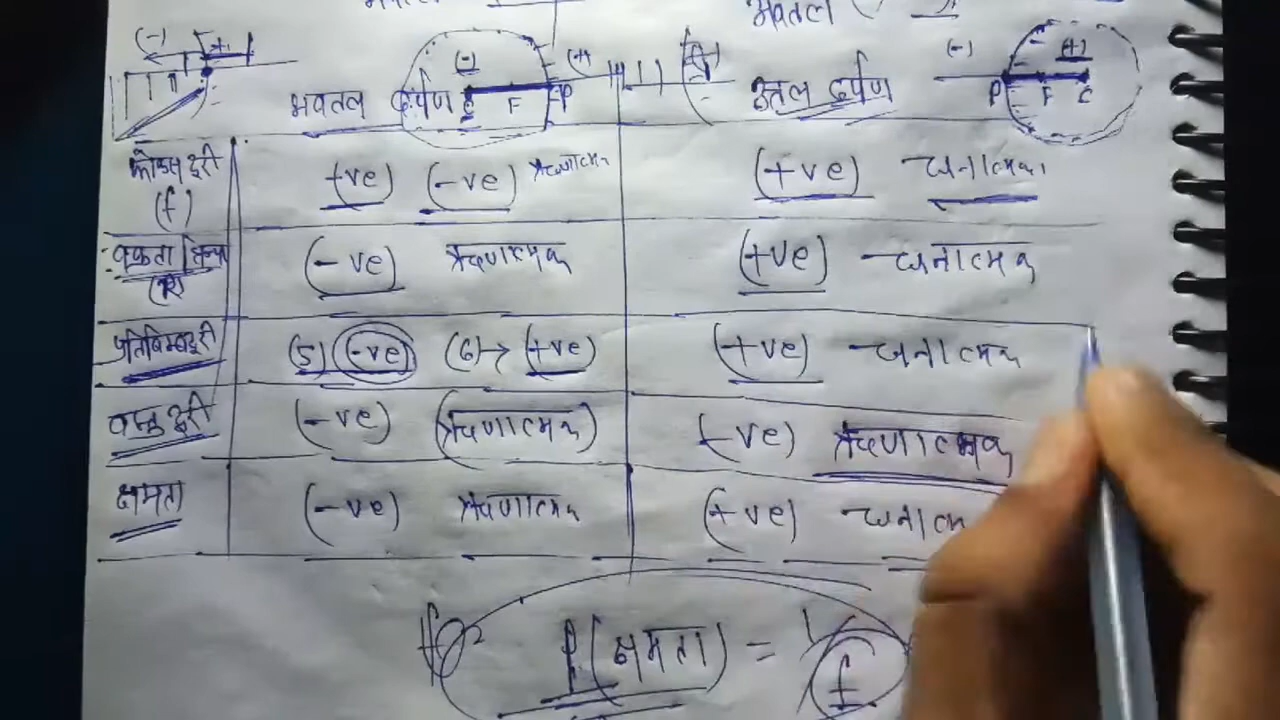 अवतल
(-) +
अवतल दर्पण (-) (+) C F P
उत्तल दर्पण (-) (+) P F C
फोकस दूरी (f) +ve (-ve) ऋणात्मक (+ve) धनात्मक
वक्रता त्रिज्या (R) (-ve) ऋणात्मक (+ve) धनात्मक
प्रतिबिम्ब दूरी (5) (-ve) (6)→ (+ve) (+ve) धनात्मक
वस्तु दूरी (-ve) (ऋणात्मक) (-ve) ऋणात्मक
क्षमता (-ve) ऋणात्मक (+ve) धनात्म
P(क्षमता) = 1/f